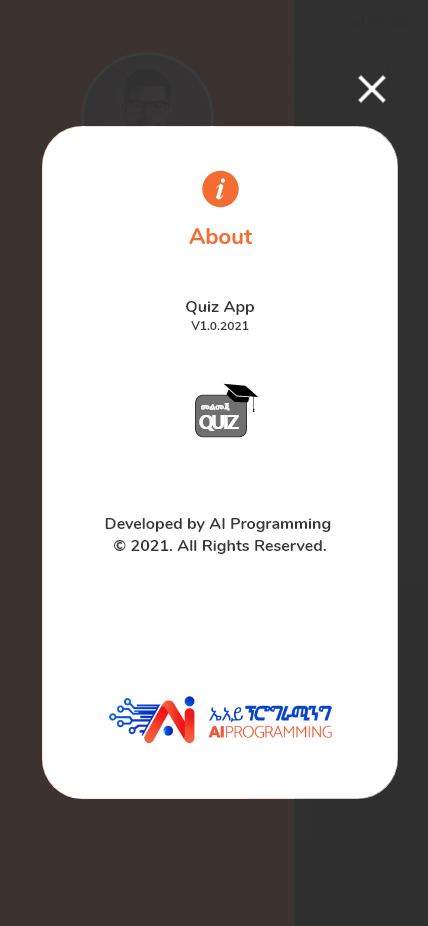 i
About
Quiz App
V1.0.2021
መልመጃ
QUIZ
Developed by AI Programming
© 2021. All Rights Reserved.
Ai
ኤአይ ፕሮግራሚንግ
AIPROGRAMMING